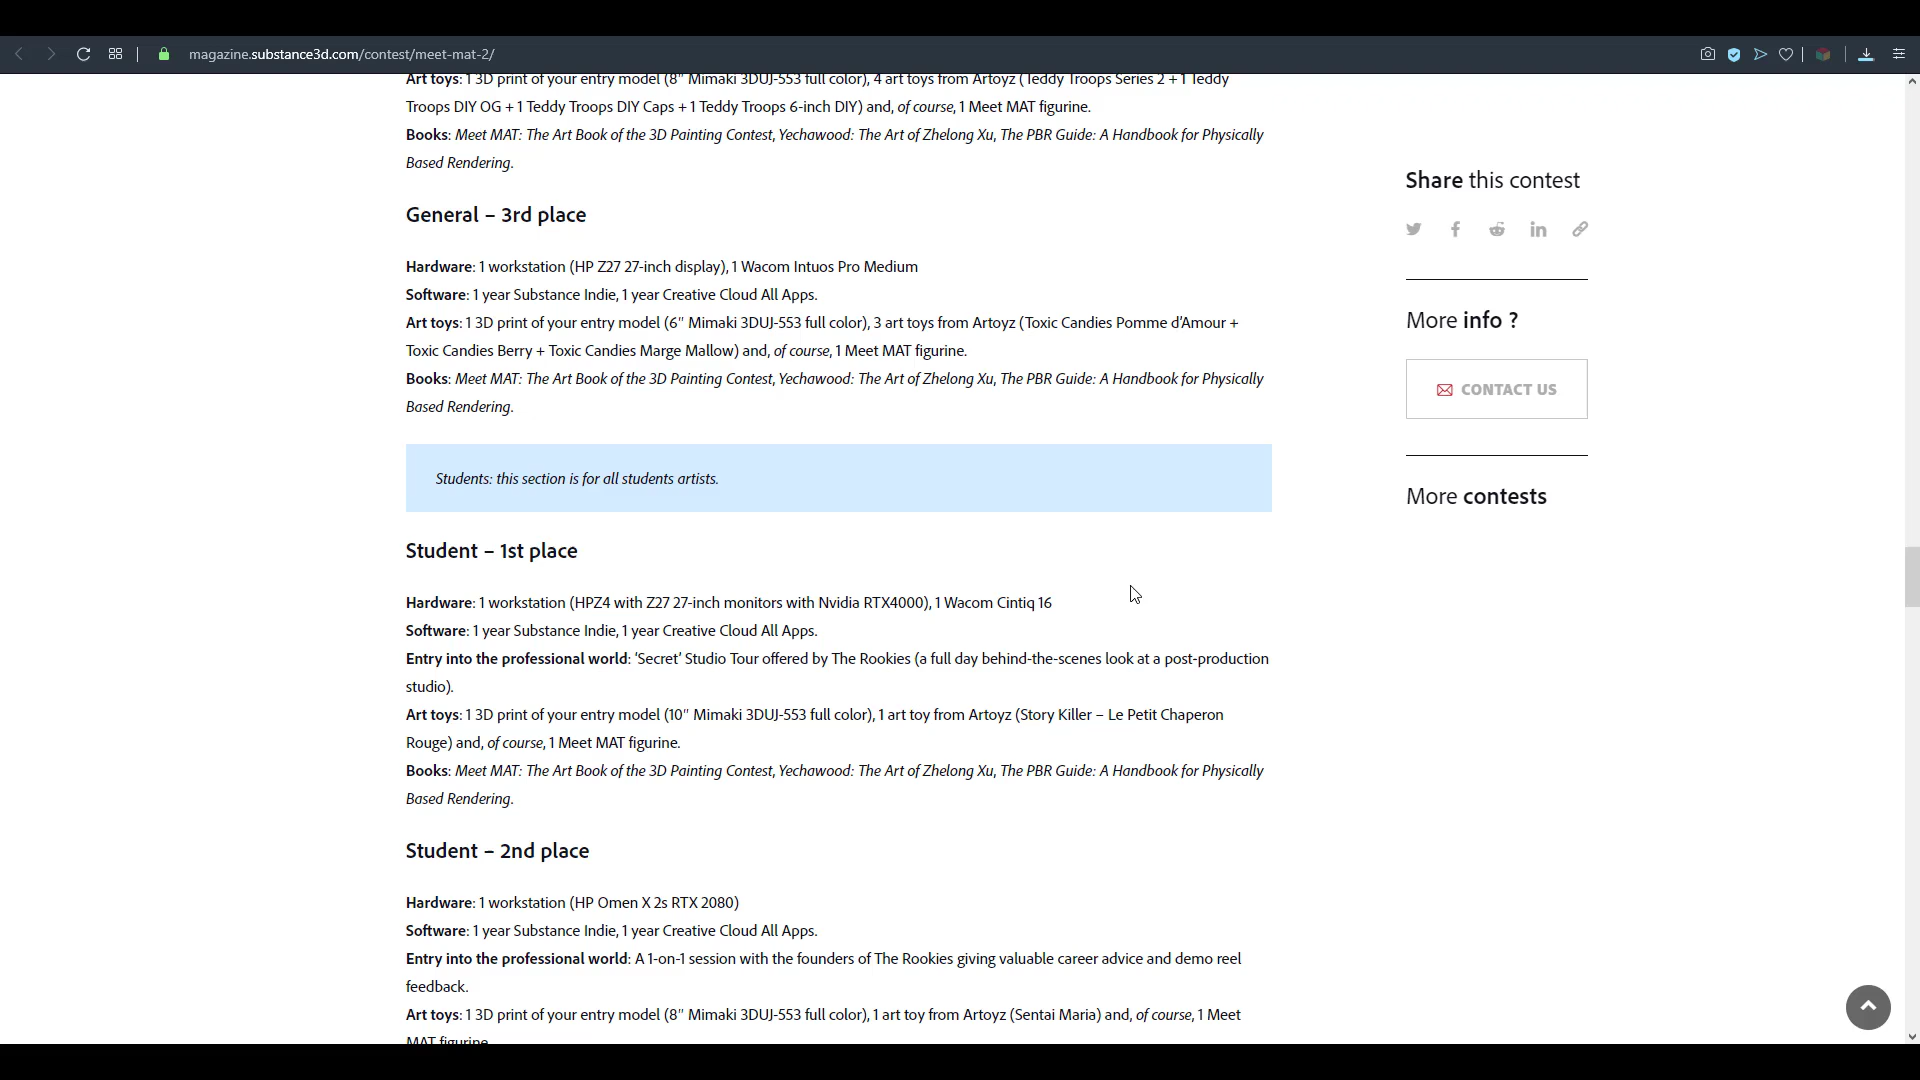 magazine.substance3d.com/contest/meet-mat-2/
Art toys: 1 3D print of your entry model (8″ Mimaki 3DUJ-553 full color), 4 art toys from Artoyz (Teddy Troops Series 2 + 1 Teddy
Troops DIY OG + 1 Teddy Troops DIY Caps + 1 Teddy Troops 6-inch DIY) and, of course, 1 Meet MAT figurine.
Books: Meet MAT: The Art Book of the 3D Painting Contest, Yechawood: The Art of Zhelong Xu, The PBR Guide: A Handbook for Physically
Based Rendering.
General – 3rd place
Hardware: 1 workstation (HP Z27 27-inch display), 1 Wacom Intuos Pro Medium
Software: 1 year Substance Indie, 1 year Creative Cloud All Apps.
Art toys: 1 3D print of your entry model (6″ Mimaki 3DUJ-553 full color), 3 art toys from Artoyz (Toxic Candies Pomme d’Amour +
Toxic Candies Berry + Toxic Candies Marge Mallow) and, of course, 1 Meet MAT figurine.
Books: Meet MAT: The Art Book of the 3D Painting Contest, Yechawood: The Art of Zhelong Xu, The PBR Guide: A Handbook for Physically
Based Rendering.
Students: this section is for all students artists.
Student – 1st place
Hardware: 1 workstation (HPZ4 with Z27 27-inch monitors with Nvidia RTX4000), 1 Wacom Cintiq 16
Software: 1 year Substance Indie, 1 year Creative Cloud All Apps.
Entry into the professional world: ‘Secret’ Studio Tour offered by The Rookies (a full day behind-the-scenes look at a post-production
studio).
Art toys: 1 3D print of your entry model (10″ Mimaki 3DUJ-553 full color), 1 art toy from Artoyz (Story Killer – Le Petit Chaperon
Rouge) and, of course, 1 Meet MAT figurine.
Books: Meet MAT: The Art Book of the 3D Painting Contest, Yechawood: The Art of Zhelong Xu, The PBR Guide: A Handbook for Physically
Based Rendering.
Student – 2nd place
Hardware: 1 workstation (HP Omen X 2s RTX 2080)
Software: 1 year Substance Indie, 1 year Creative Cloud All Apps.
Entry into the professional world: A 1-on-1 session with the founders of The Rookies giving valuable career advice and demo reel
feedback.
Art toys: 1 3D print of your entry model (8″ Mimaki 3DUJ-553 full color), 1 art toy from Artoyz (Sentai Maria) and, of course, 1 Meet
MAT figurine
Share this contest
More info ?
CONTACT US
More contests